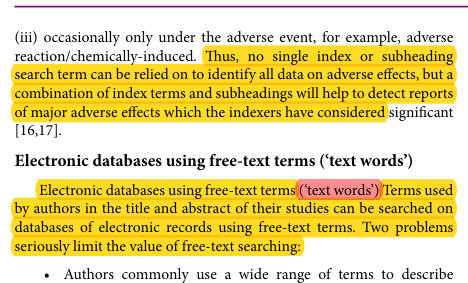 (iii) occasionally only under the adverse event, for example, adverse
reaction/chemically-induced. Thus, no single index or subheading
search term can be relied on to identify all data on adverse effects, but a
combination of index terms and subheadings will help to detect reports
of major adverse effects which the indexers have considered significant
[16,17].
Electronic databases using free-text terms (‘text words’)
Electronic databases using free-text terms (‘text words’) Terms used
by authors in the title and abstract of their studies can be searched on
databases of electronic records using free-text terms. Two problems
seriously limit the value of free-text searching:
• Authors commonly use a wide range of terms to describe